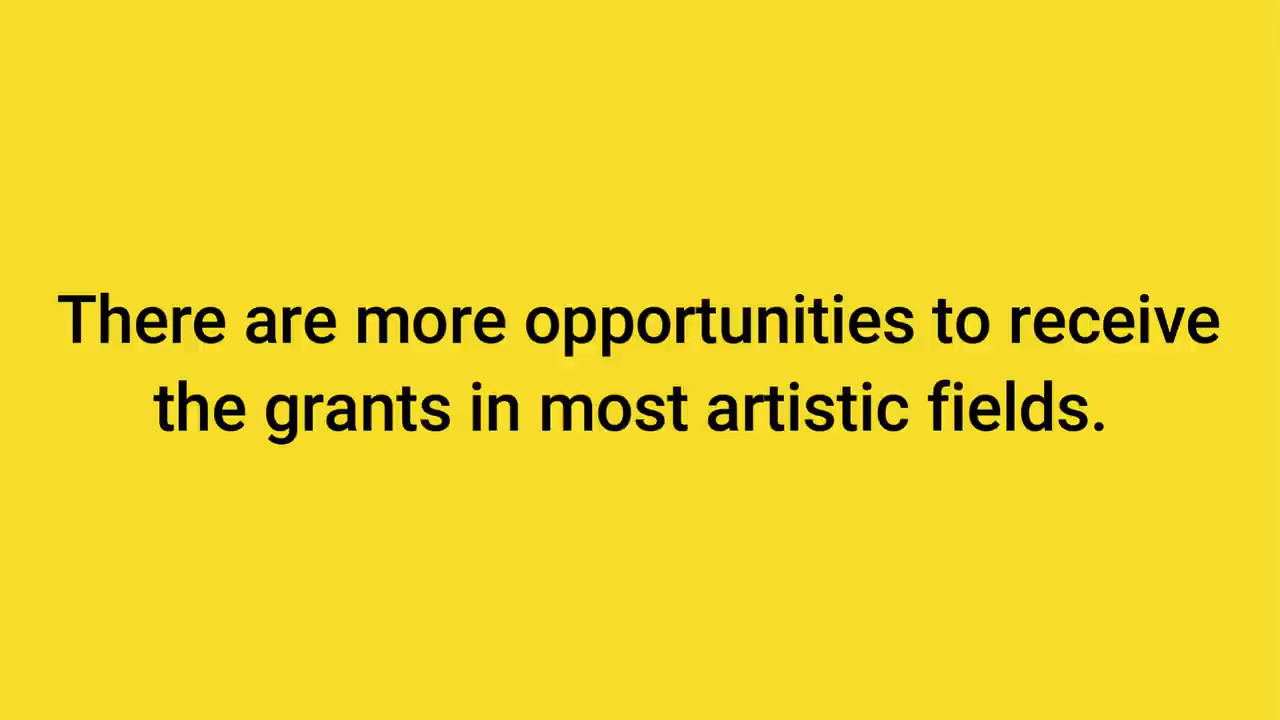 There are more opportunities to receive
the grants in most artistic fields.